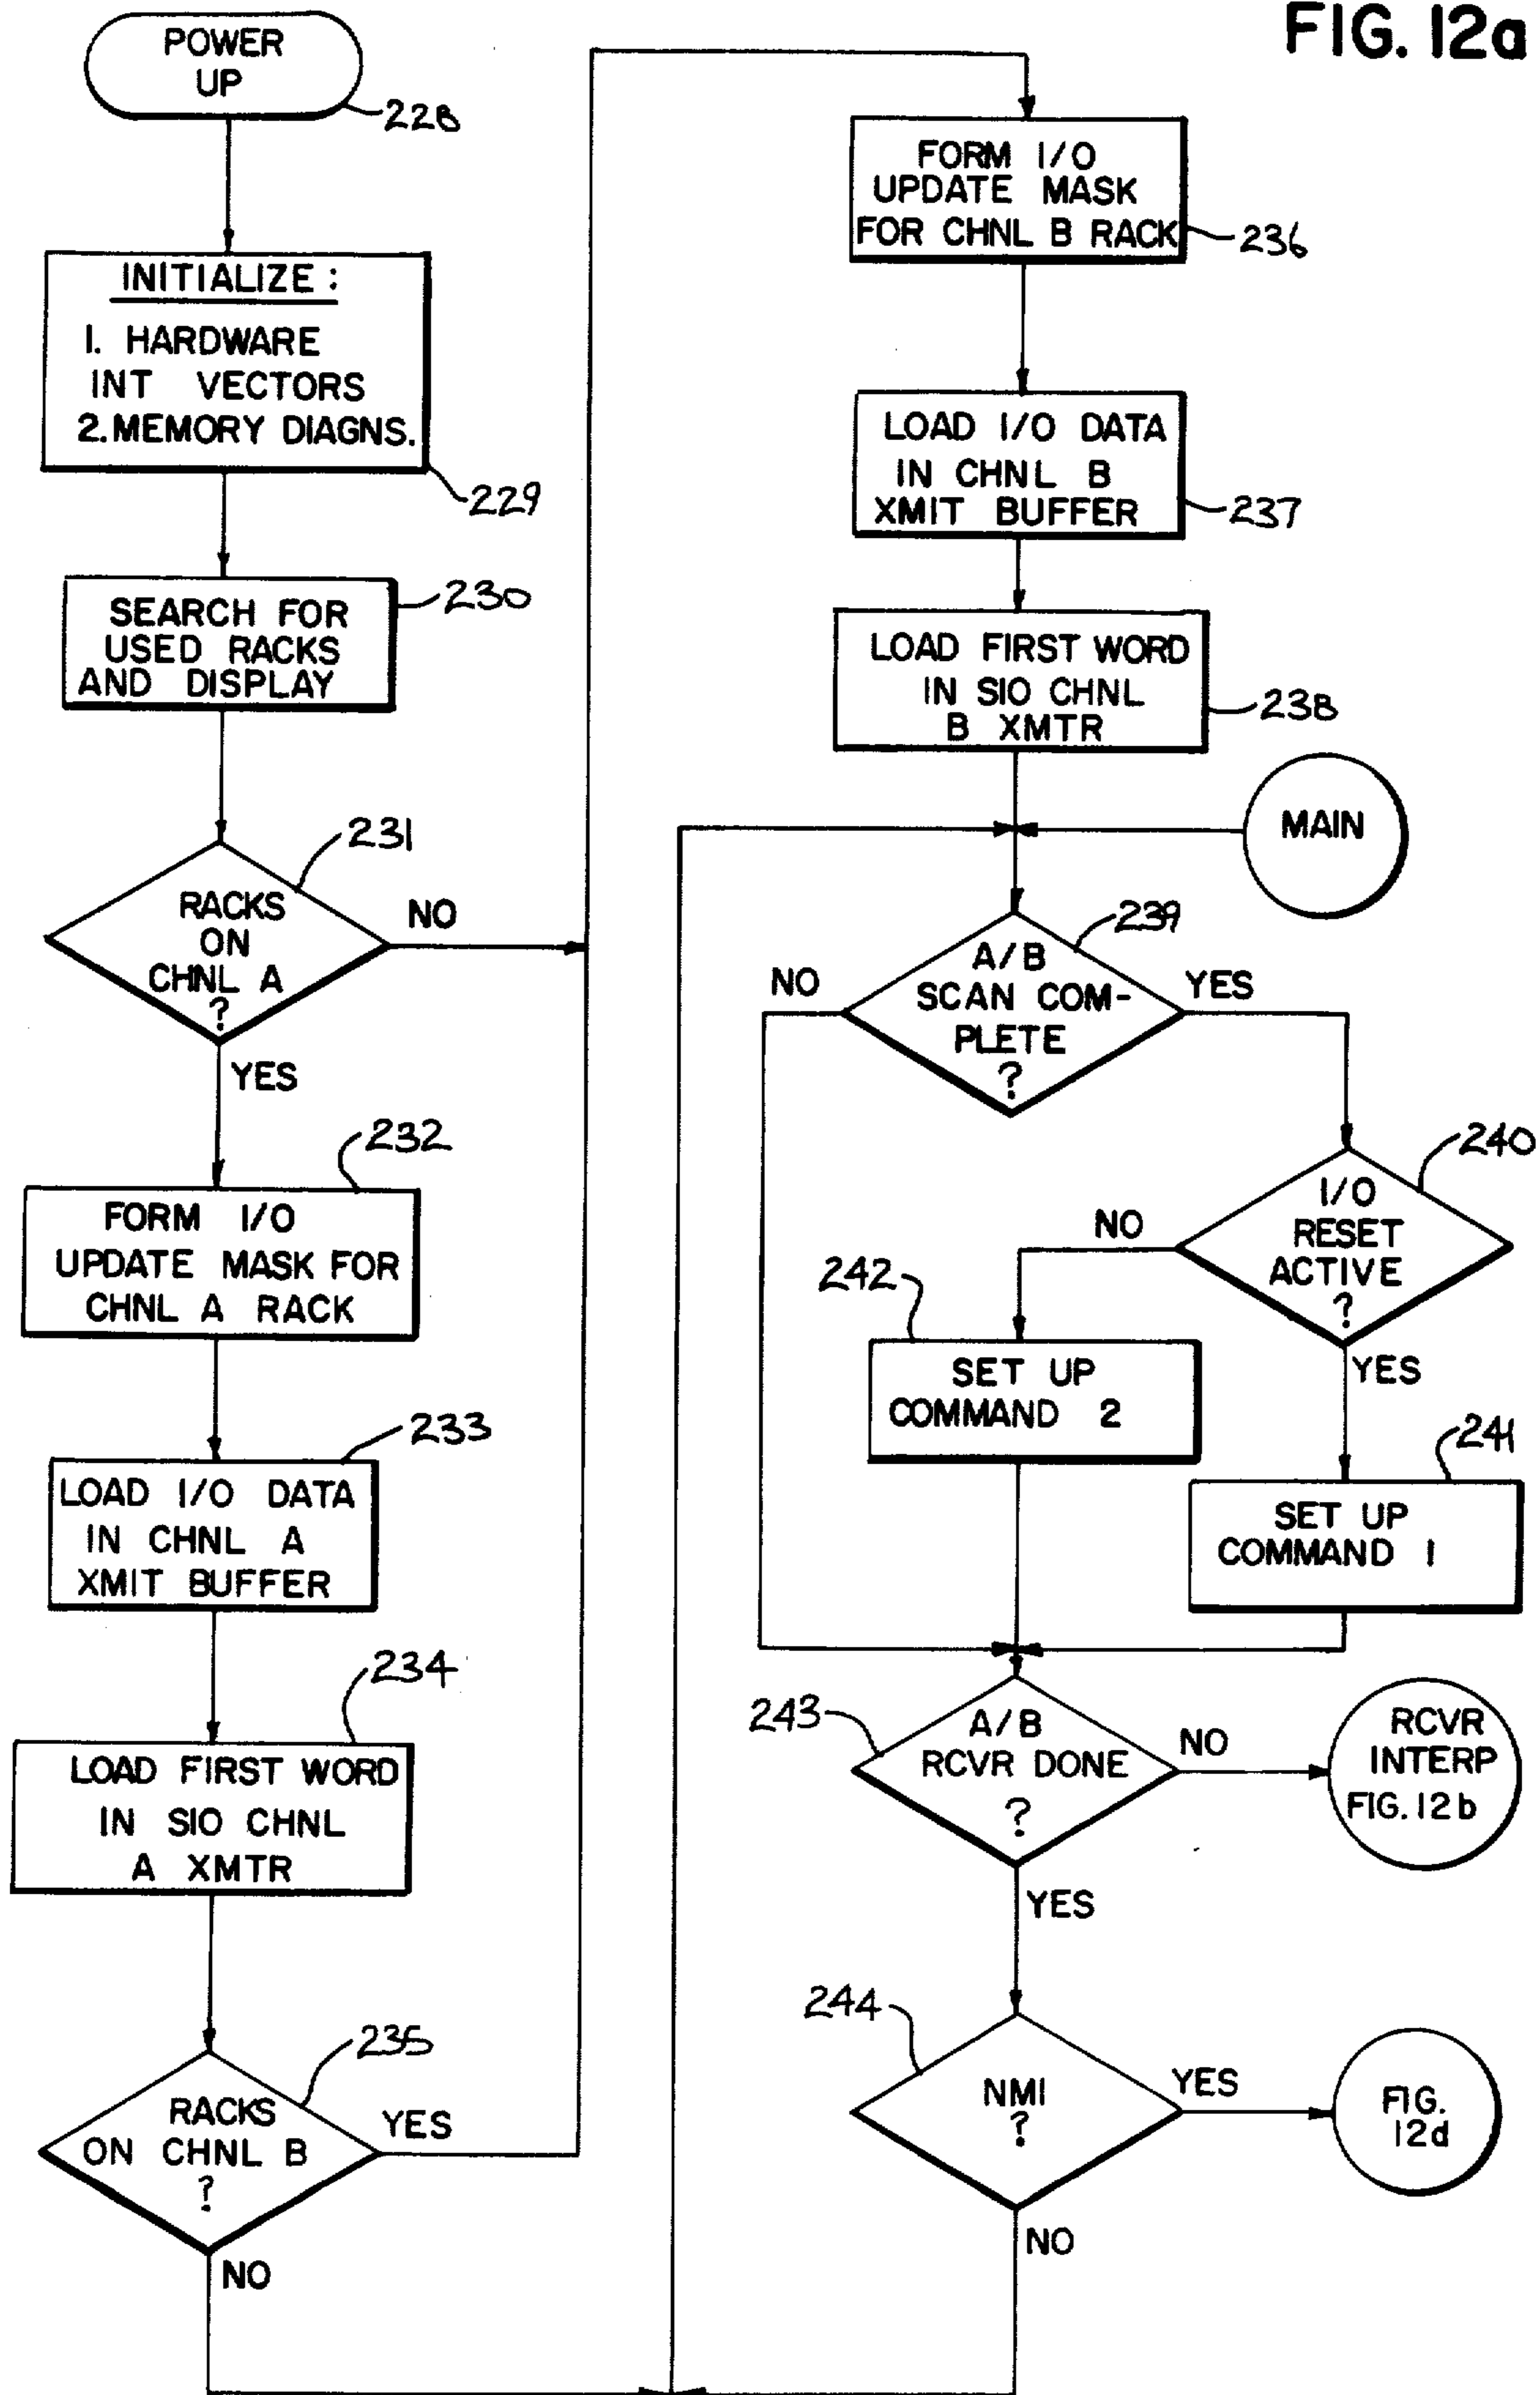 FIG. 12a
POWER
UP
228
INITIALIZE :
1. HARDWARE
INT VECTORS
2. MEMORY DIAGNS.
229
SEARCH FOR
USED RACKS
AND DISPLAY
230
231
RACKS
ON
CHNL A
?
NO
YES
232
FORM I/O
UPDATE MASK FOR
CHNL A RACK
233
LOAD I/O DATA
IN CHNL A
XMIT BUFFER
234
LOAD FIRST WORD
IN SIO CHNL
A XMTR
235
RACKS
ON CHNL B
?
YES
NO
FORM I/O
UPDATE MASK
FOR CHNL B RACK
236
LOAD I/O DATA
IN CHNL B
XMIT BUFFER
237
LOAD FIRST WORD
IN SIO CHNL
B XMTR
238
MAIN
239
A/B
SCAN COM-
PLETE
?
NO
YES
240
I/O
RESET
ACTIVE
?
NO
YES
242
SET UP
COMMAND 2
241
SET UP
COMMAND 1
243
A/B
RCVR DONE
?
NO
RCVR
INTERP
FIG. 12b
YES
244
NMI
?
YES
FIG.
12d
NO